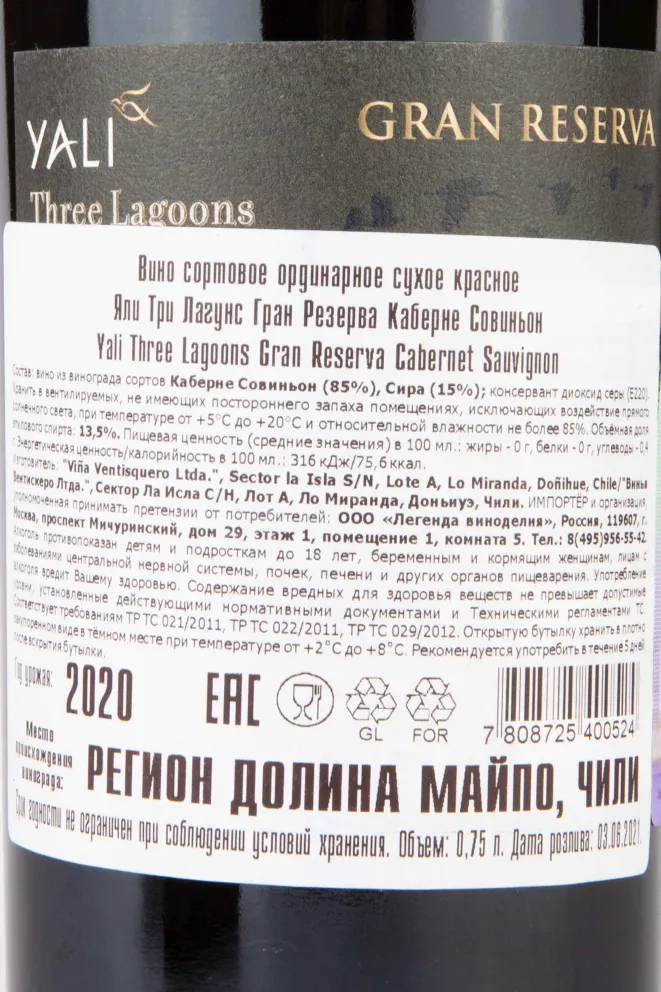 YALI
GRAN RESERVA
Three Lagoons
Вино сортовое ординарное сухое красное
Яли Три Лагунс Гран Резерва Каберне Совиньон
Yali Three Lagoons Gran Reserva Cabernet Sauvignon
Состав: вино из винограда сортов Каберне Совиньон (85%), Сира (15%); консервант диоксид серы (E220).
Хранить в вентилируемых, не имеющих постороннего запаха помещениях, исключающих воздействие прямого
солнечного света, при температуре от +5°С до +20°С и относительной влажности не более 85%. Объёмная доля
этилового спирта: 13,5%. Пищевая ценность (средние значения) в 100 мл.: жиры - 0 г, белки - 0 г, углеводы - 0,4
г. Энергетическая ценность/калорийность в 100 мл.: 316 кДж/75,6 ккал.
Изготовитель: "Viña Ventisquero Ltda.", Sector la Isla S/N, Lote A, Lo Miranda, Doñihue, Chile/"Винья
Вентискеро Лтда.", Сектор Ла Исла С/Н, Лот А, Ло Миранда, Доньиуэ, Чили. ИМПОРТЁР и организация,
уполномоченная принимать претензии от потребителей: ООО «Легенда виноделия», Россия, 119607, г.
Москва, проспект Мичуринский, дом 29, этаж 1, помещение 1, комната 5. Тел.: 8(495)956-55-42.
Алкоголь противопоказан детям и подросткам до 18 лет, беременным и кормящим женщинам, лицам с
заболеваниями центральной нервной системы, почек, печени и других органов пищеварения. Употребление
алкоголя вредит Вашему здоровью. Содержание вредных для здоровья веществ не превышает допустимые
нормы, установленные действующими нормативными документами и Техническими регламентами ТС.
Соответствует требованиям ТР ТС 021/2011, ТР ТС 022/2011, ТР ТС 029/2012. Открытую бутылку хранить в плотно
закупоренном виде в тёмном месте при температуре от +2°С до +8°С. Рекомендуется употребить в течение 5 дней
после вскрытия бутылки.
Год урожая: 2020
EAC
GL
FOR
7 808725 400524
Место
происхождения
винограда: РЕГИОН ДОЛИНА МАЙПО, ЧИЛИ
Срок годности не ограничен при соблюдении условий хранения. Объем: 0,75 л. Дата розлива: 03.06.2021.